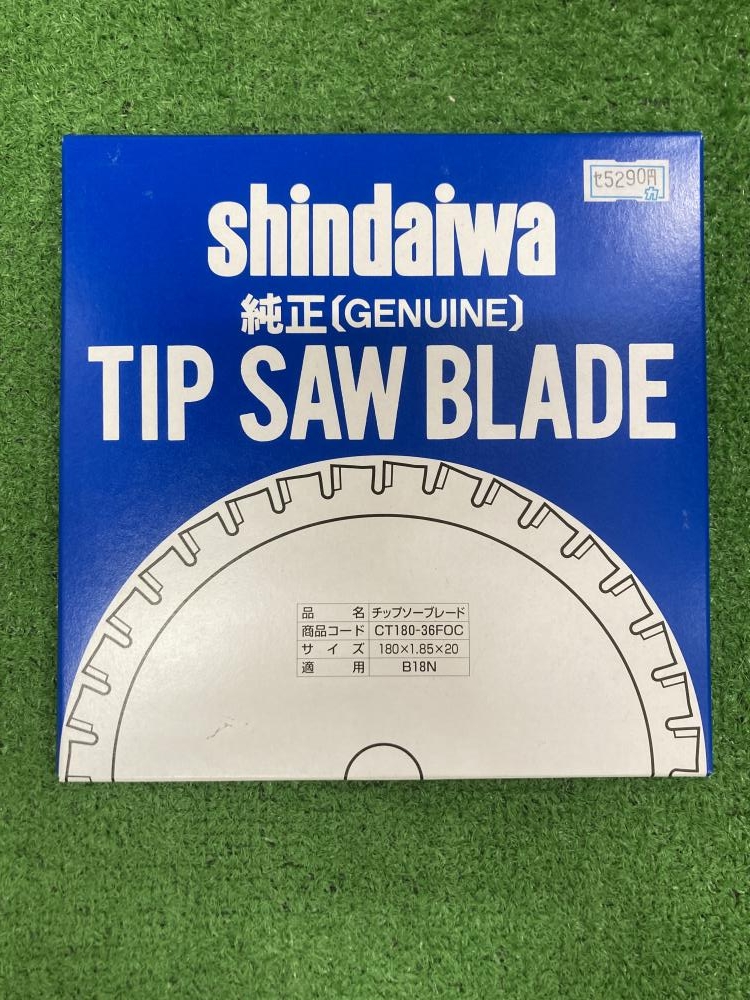 セ5290円
カ
shindaiwa
純正〔GENUINE〕
TIP SAW BLADE
品名 チップソーブレード
商品コード CT180-36FOC
サイズ 180×1.85×20
適用 B18N